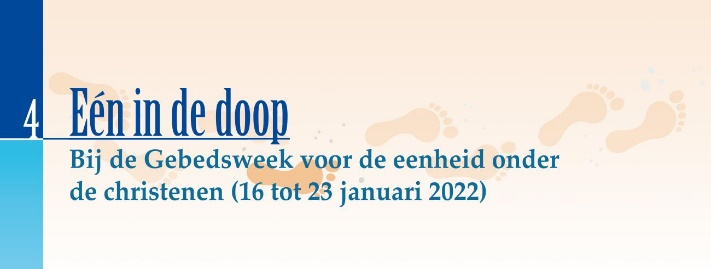 4
Eén in de doop
Bij de Gebedsweek voor de eenheid onder
de christenen (16 tot 23 januari 2022)